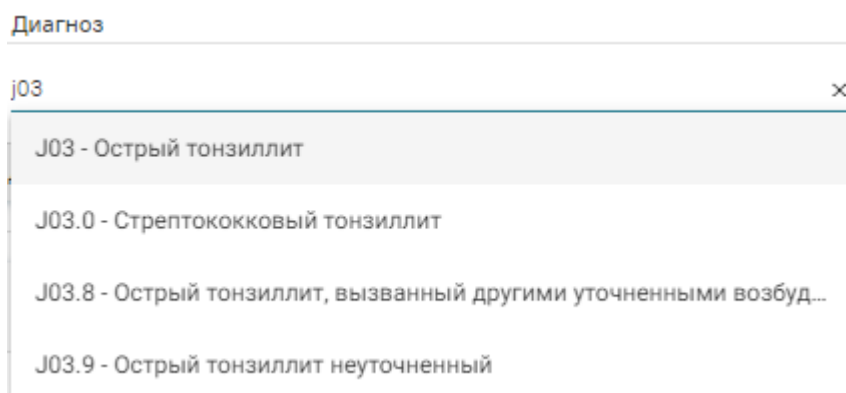 Диагноз
j03
J03 - Острый тонзиллит
J03.0 - Стрептококковый тонзиллит
J03.8 - Острый тонзиллит, вызванный другими уточненными возбуд...
J03.9 - Острый тонзиллит неуточненный